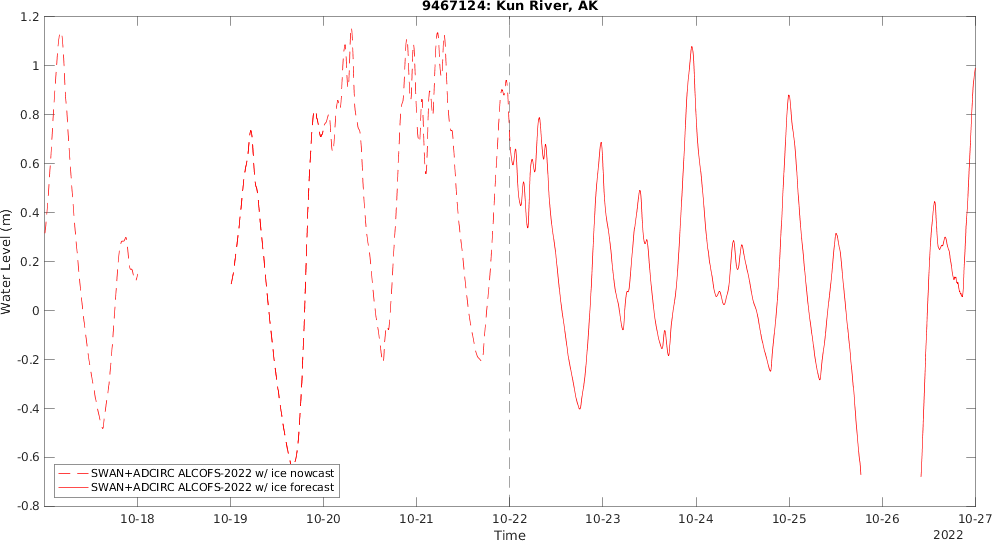 9467124: Kun River, AK
1.2
1
0.8
0.6
0.4
0.2
0
-0.2
-0.4
-0.6
-0.8
Water Level (m)
SWAN+ADCIRC ALCOFS-2022 w/ ice nowcast
SWAN+ADCIRC ALCOFS-2022 w/ ice forecast
10-18 10-19 10-20 10-21 10-22 10-23 10-24 10-25 10-26 10-27
Time
2022